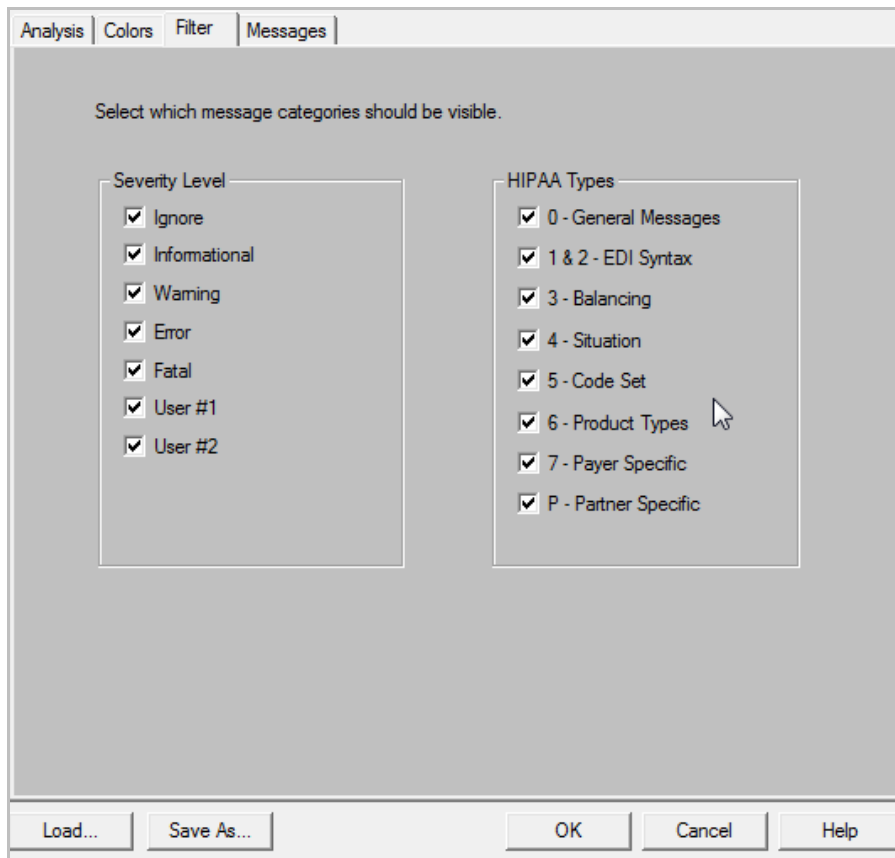 Analysis Colors Filter Messages
Select which message categories should be visible.
Severity Level
Ignore
Informational
Warning
Error
Fatal
User #1
User #2
HIPAA Types
0 - General Messages
1 & 2 - EDI Syntax
3 - Balancing
4 - Situation
5 - Code Set
6 - Product Types
7 - Payer Specific
P - Partner Specific
Load... Save As... OK Cancel Help